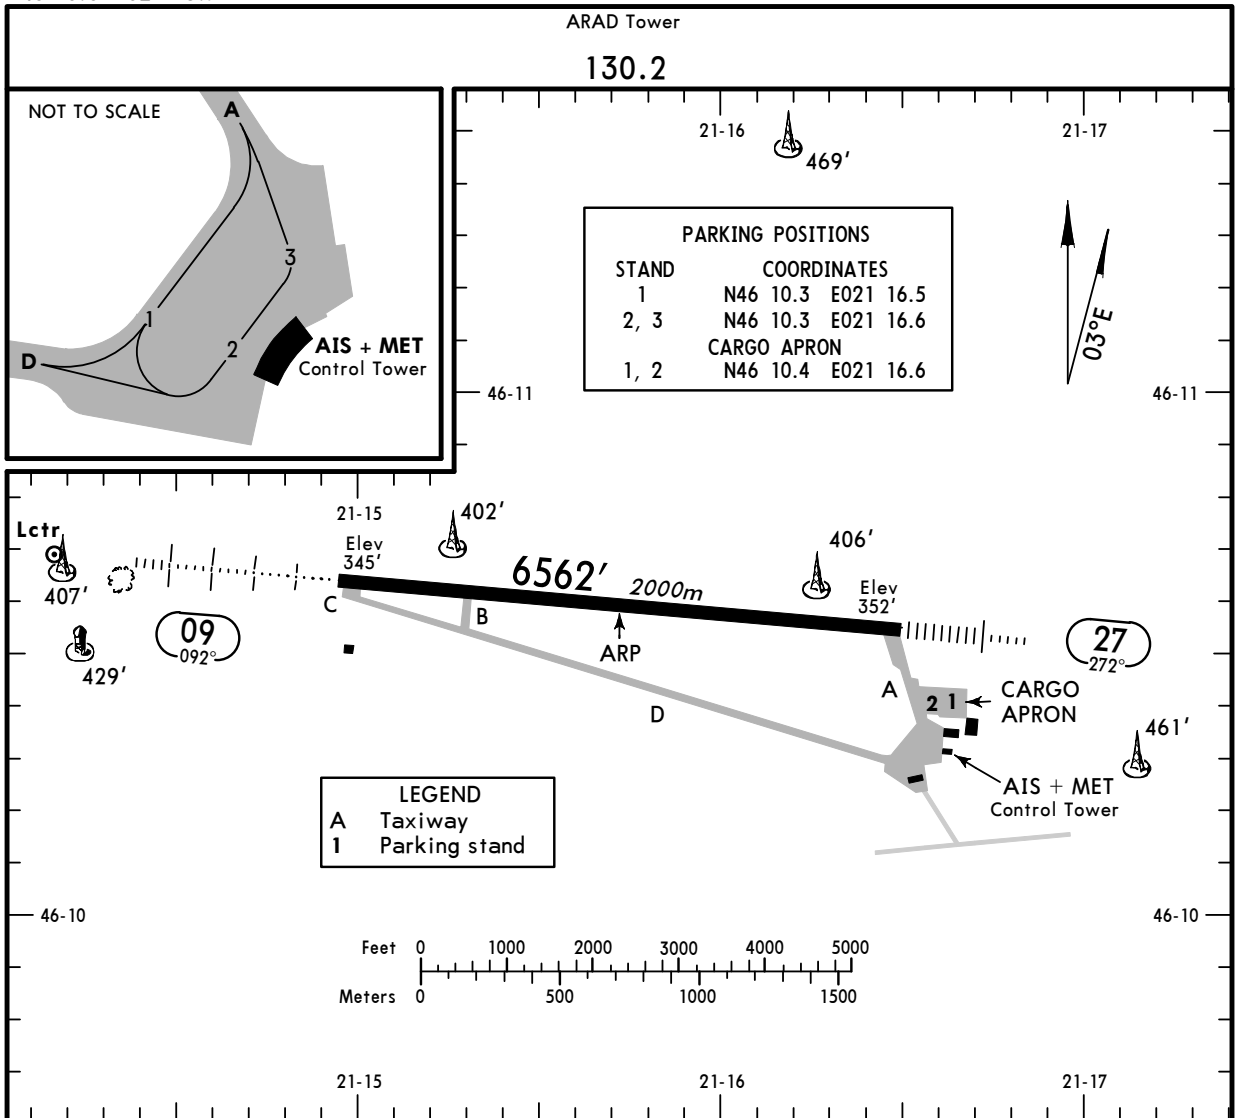 ARAD Tower
130.2
NOT TO SCALE
A
3
1
2
D
AIS + MET
Control Tower
21-16
21-17
469'
PARKING POSITIONS
STAND COORDINATES
1 N46 10.3 E021 16.5
2, 3 N46 10.3 E021 16.6
CARGO APRON
1, 2 N46 10.4 E021 16.6
03°E
46-11
46-11
Lctr
407'
429'
09
092°
21-15
Elev
345'
402'
6562'
2000m
406'
Elev
352'
C
B
ARP
A
D
27
272°
2 1
CARGO
APRON
461'
AIS + MET
Control Tower
LEGEND
A Taxiway
1 Parking stand
46-10
46-10
Feet 0 1000 2000 3000 4000 5000
Meters 0 500 1000 1500
21-15
21-16
21-17